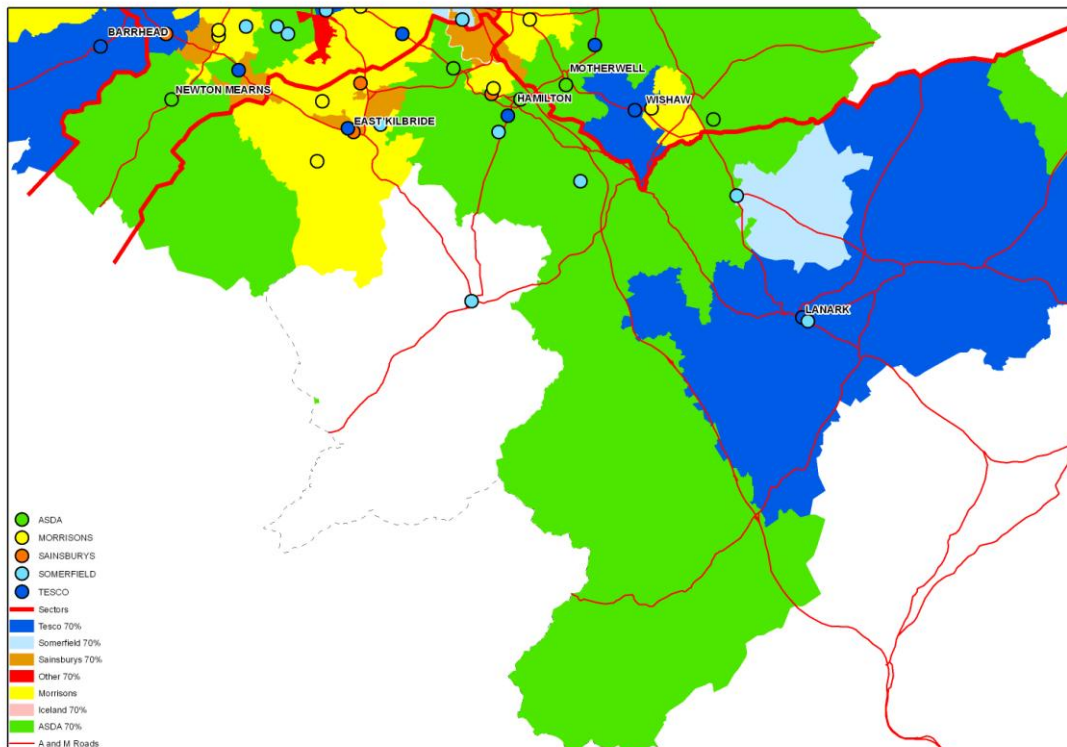 BARRHEAD
NEWTON MEARNS
MOTHERWELL
HAMILTON
WISHAW
EAST KILBRIDE
LANARK
ASDA
MORRISONS
SAINSBURYS
SOMERFIELD
TESCO
Sectors
Tesco 70%
Somerfield 70%
Sainsburys 70%
Other 70%
Morrisons
Iceland 70%
ASDA 70%
A and M Roads